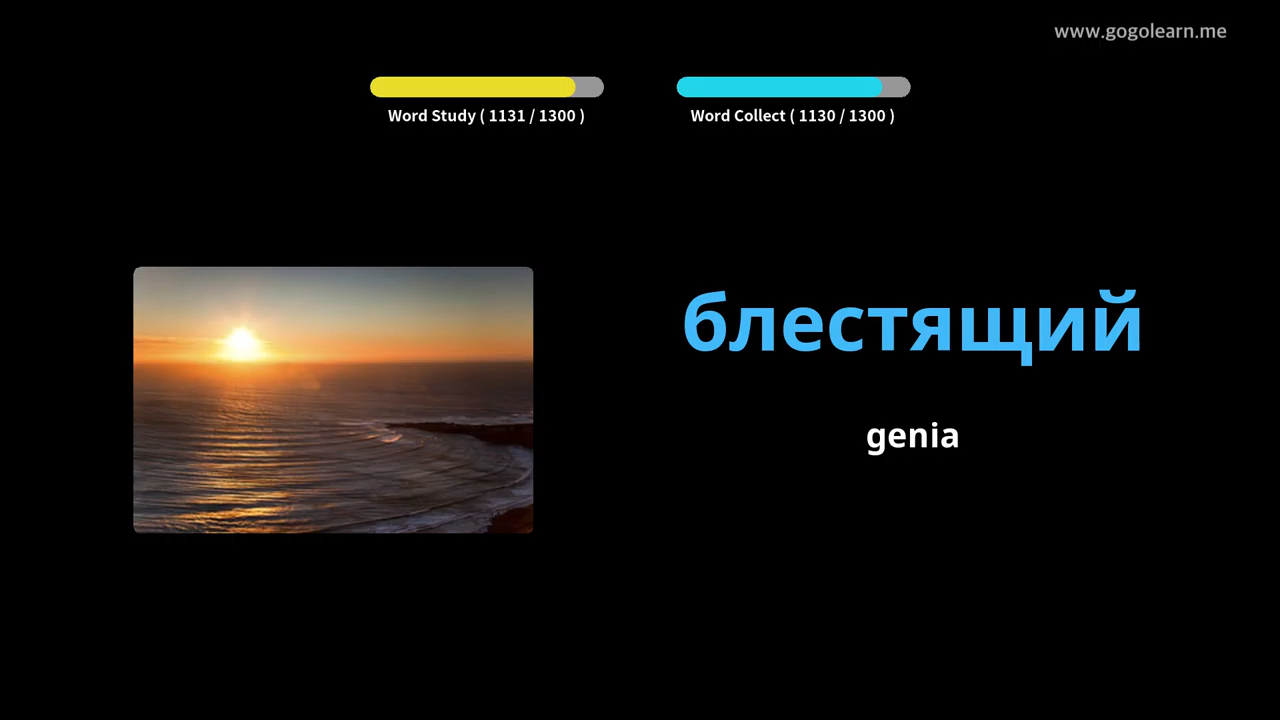 www.gogolearn.me
Word Study ( 1131 / 1300 )
Word Collect ( 1130 / 1300 )
блестящий
genia